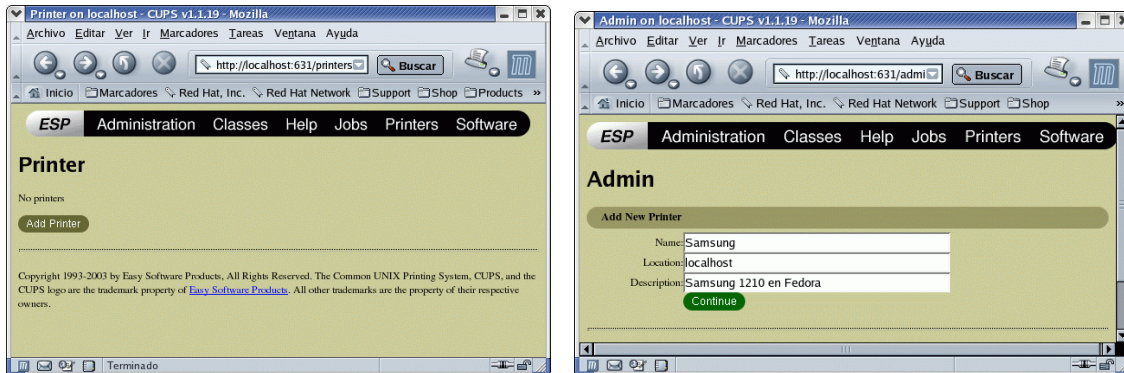 Printer on localhost - CUPS v1.1.19 - Mozilla
Archivo Editar Ver Ir Marcadores Tareas Ventana Ayuda
http://localhost:631/printers
Buscar
Inicio Marcadores Red Hat, Inc. Red Hat Network Support Shop Products »
ESP Administration Classes Help Jobs Printers Software
Printer
No printers
Add Printer
Copyright 1993-2003 by Easy Software Products, All Rights Reserved. The Common UNIX Printing System, CUPS, and the
CUPS logo are the trademark property of Easy Software Products. All other trademarks are the property of their respective
owners.
Terminado
Admin on localhost - CUPS v1.1.19 - Mozilla
Archivo Editar Ver Ir Marcadores Tareas Ventana Ayuda
http://localhost:631/admi
Buscar
Inicio Marcadores Red Hat, Inc. Red Hat Network Support Shop »
ESP Administration Classes Help Jobs Printers Software
Admin
Add New Printer
Name: Samsung
Location: localhost
Description: Samsung 1210 en Fedora
Continue